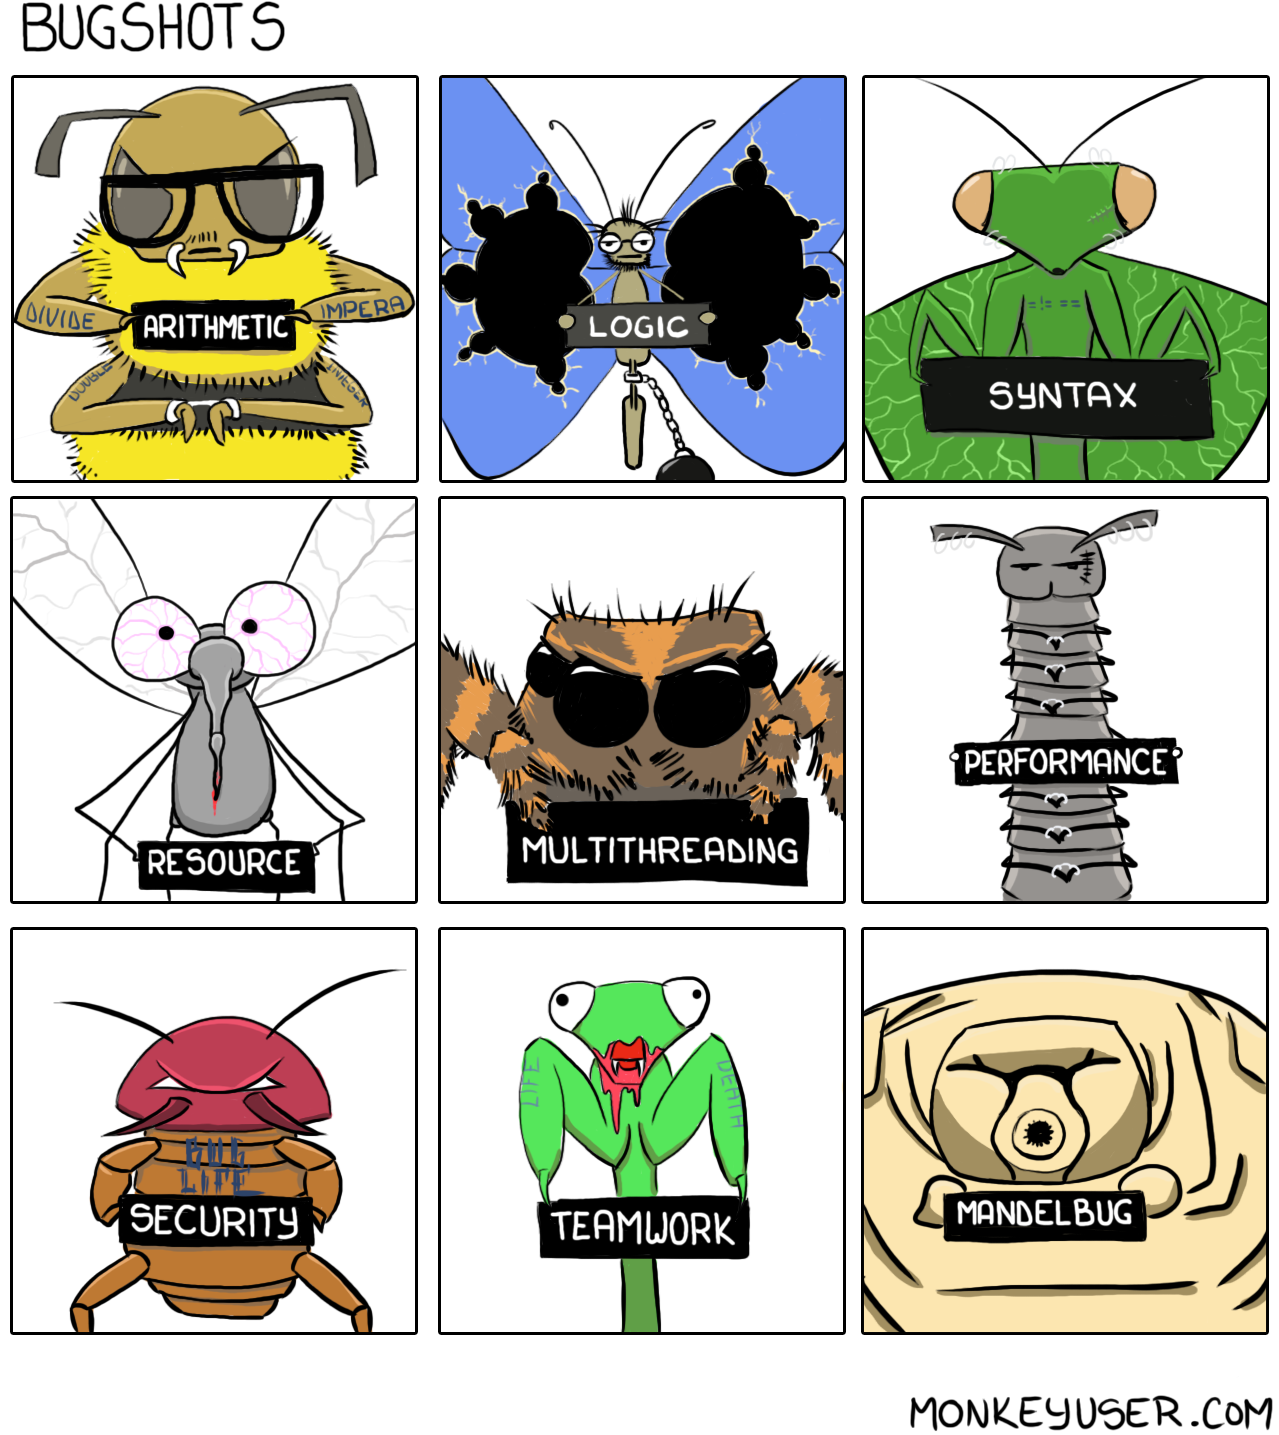 BUGSHOTS
DIVIDE
IMPERA
ARITHMETIC
DOUBLE
INTEGER
LOGIC
=!= ==
SYNTAX
RESOURCE
MULTITHREADING
PERFORMANCE
BUG
LIFE
SECURITY
LIFE
DEATH
TEAMWORK
MANDELBUG
MONKEYUSER.COM